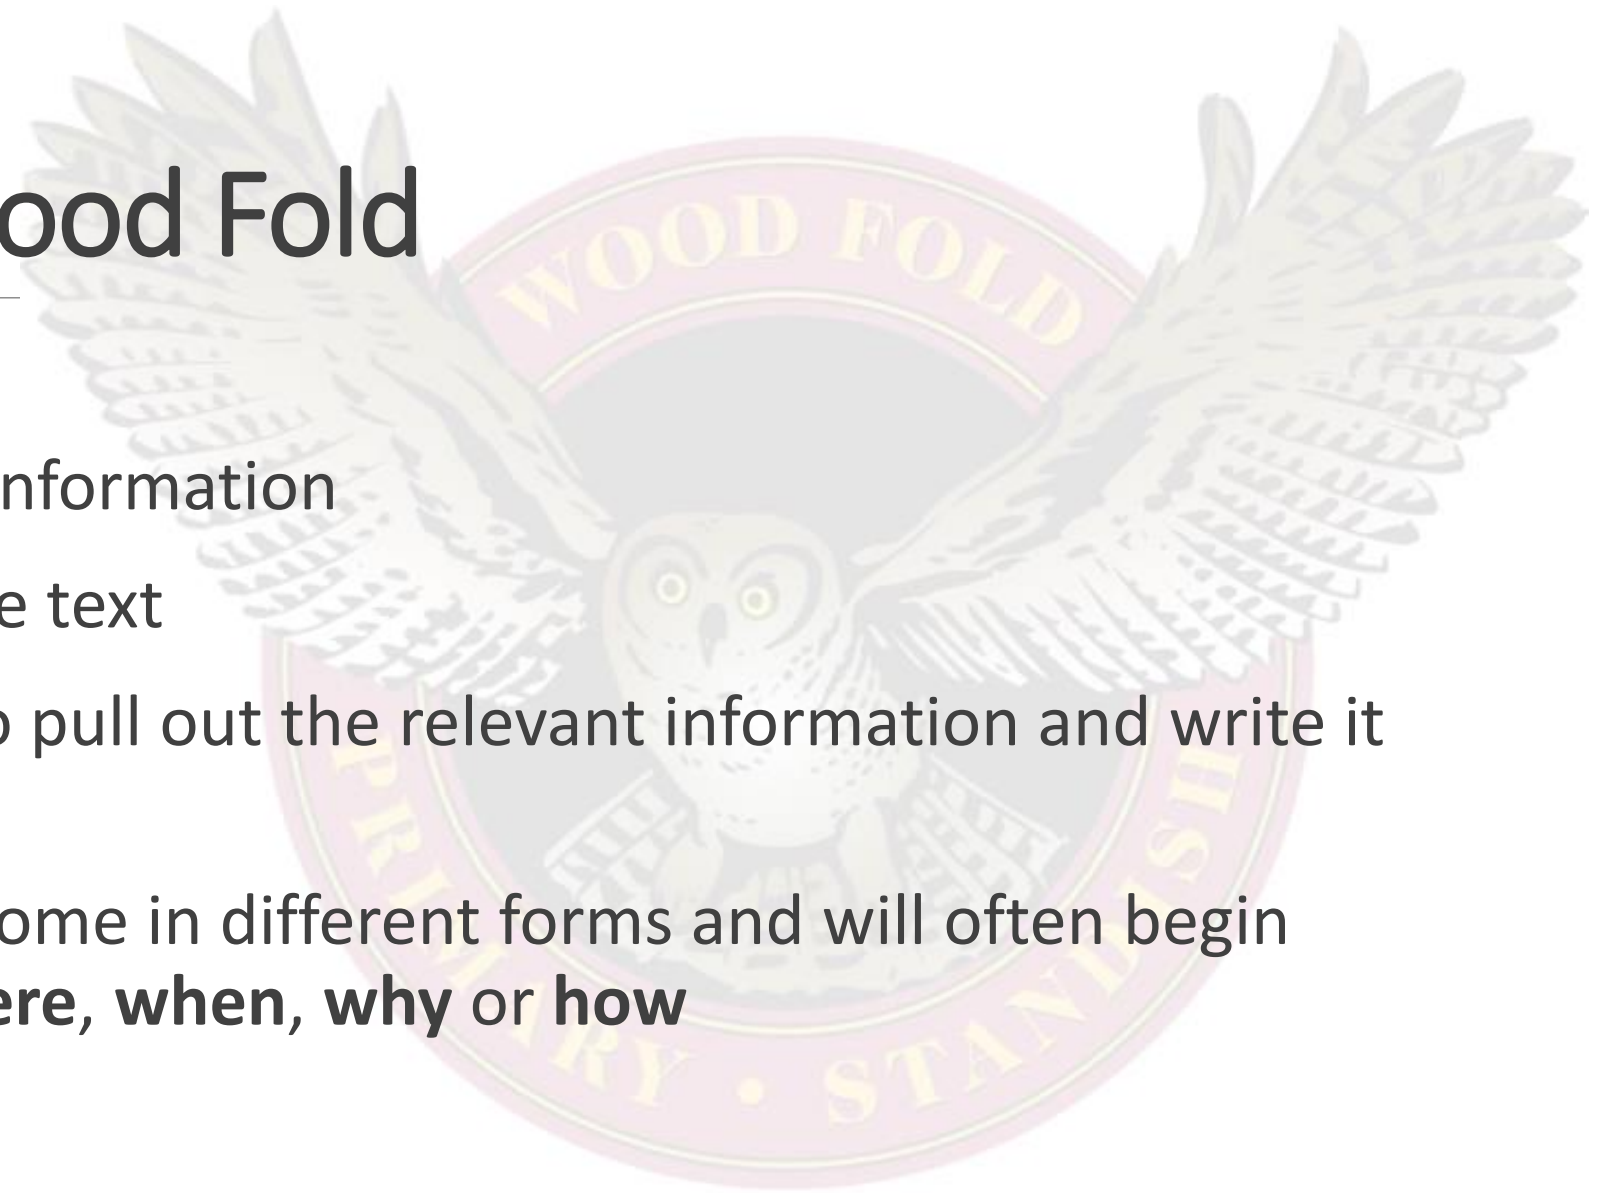 ood Fold
nformation
e text
o pull out the relevant information and write it
ome in different forms and will often begin
ere, when, why or how
WOOD FOLD
PRIMARY • STANDISH